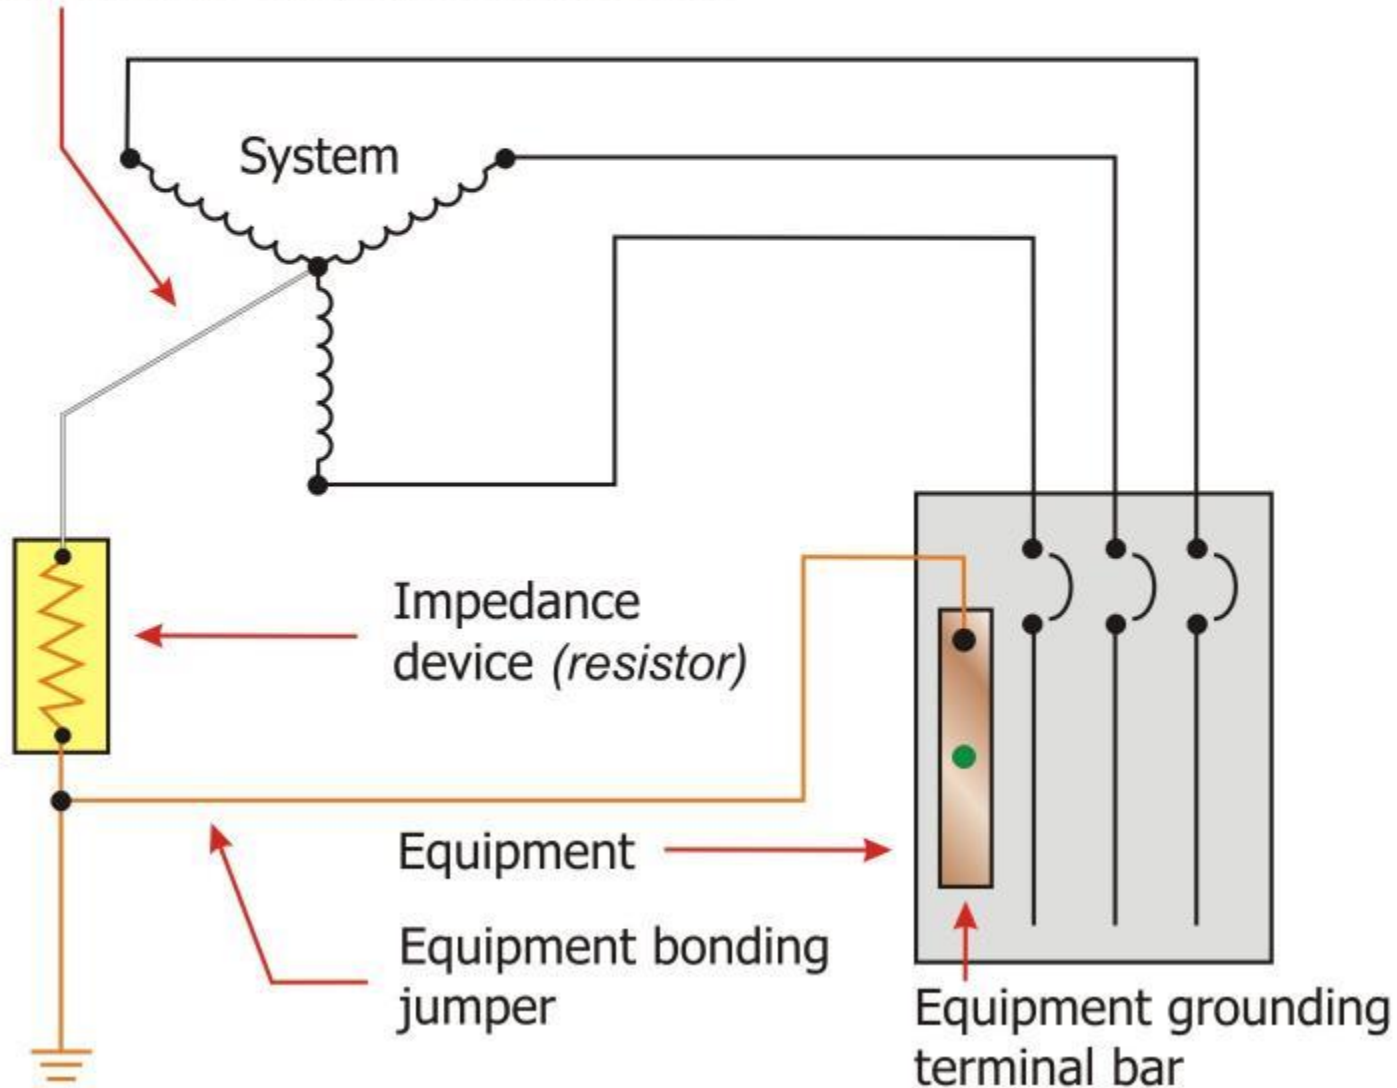 System
Impedance
device (resistor)
Equipment
Equipment bonding
jumper
Equipment grounding
terminal bar